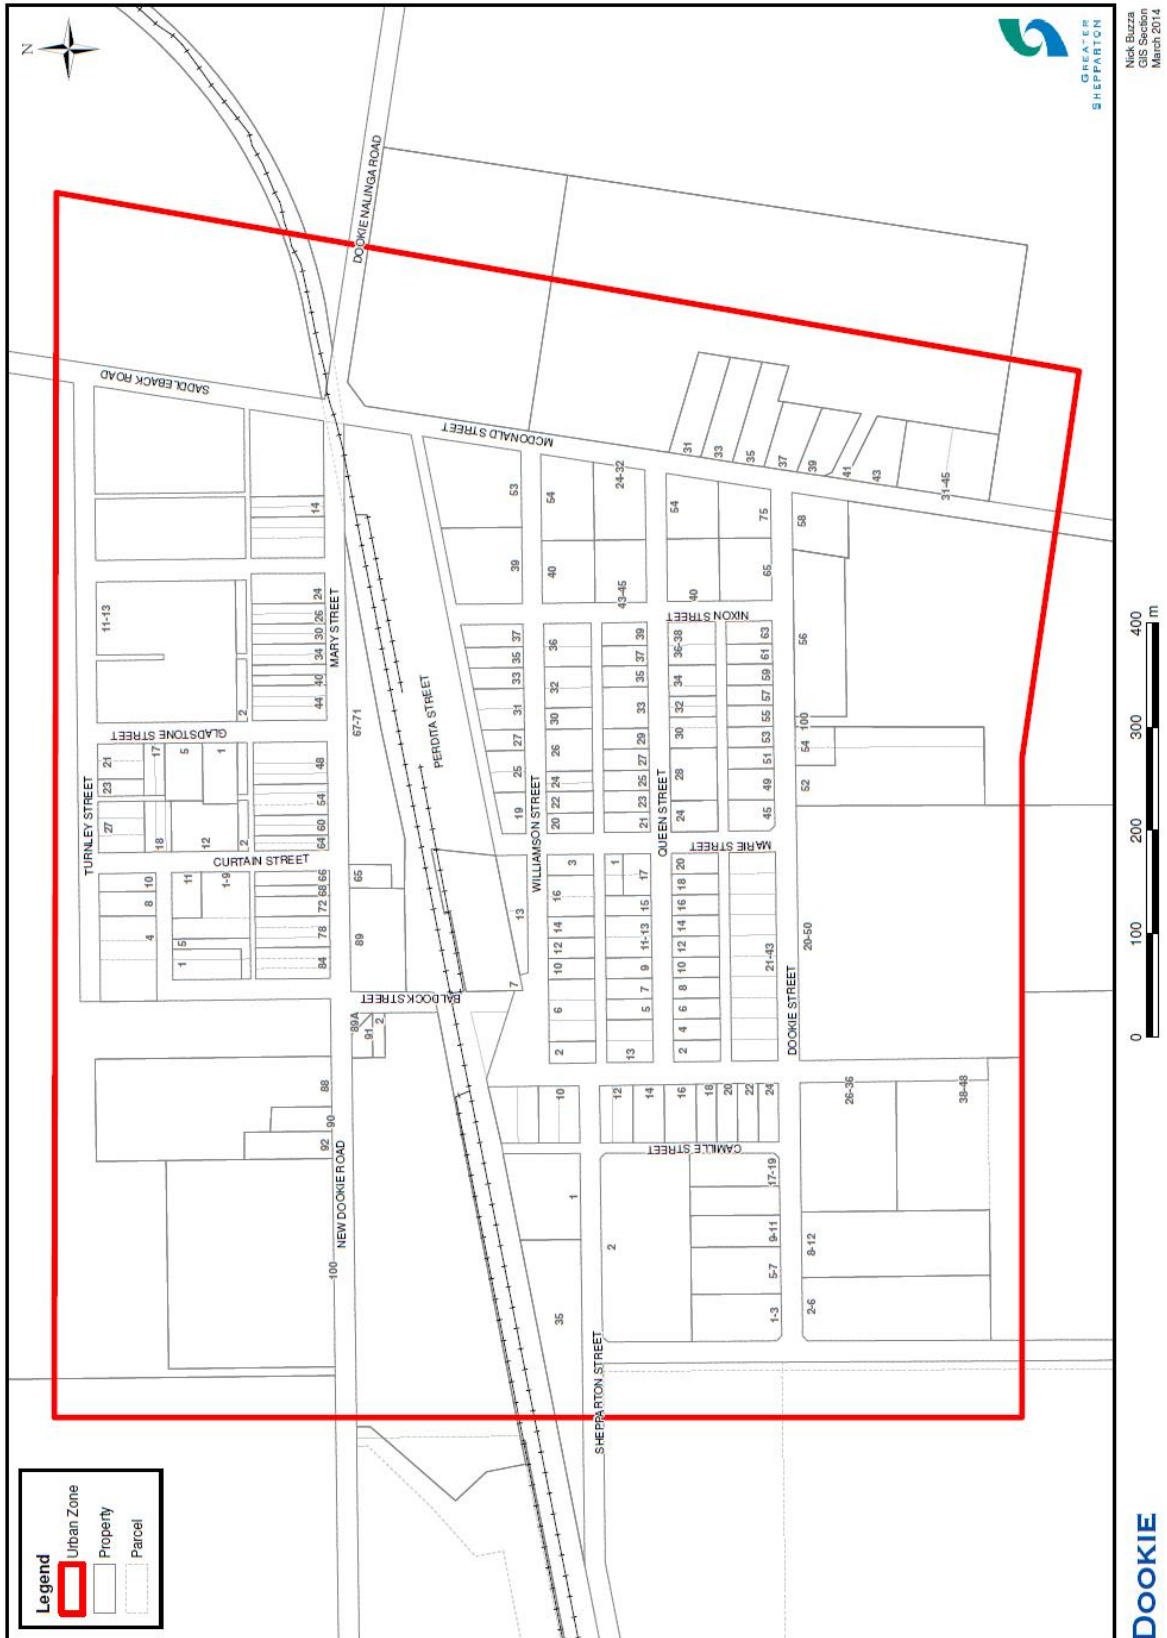 N
GREATER
SHEPPARTON
Nick Buzza
GIS Section
March 2014
Legend
Urban Zone
Property
Parcel
DOOKIE
0 100 200 300 400 m
TURNLEY STREET
GLADSTONE STREET
SADDLEBACK ROAD
CURTAIN STREET
MARY STREET
DOOKIE NALINGA ROAD
NEW DOOKIE ROAD
BALDOCK STREET
PERDITA STREET
MCDONALD STREET
WILLIAMSON STREET
SHEPPARTON STREET
QUEEN STREET
NIXON STREET
CAMILLE STREET
MARIE STREET
DOOKIE STREET
4 8 10 27 23 21 11-13
18 17
1 5 11 1-9 12 5 1
2 2
84 78 72 68 66 64 60 54 48 44 40 34 30 26 24 14
92 90 88
100 89A 91 2 89 65 67-71
7 13 19 25 27 31 33 35 37 39 53
35 1 10 2 6 10 12 14 16 3 20 22 24 26 30 32 36 40 54
2 12 13 5 7 9 11-13 15 17 1 21 23 25 27 29 33 35 37 39 43-45 24-32
14 16 18 20 22 24
2 4 6 8 10 12 14 16 18 20 24 28 30 32 34 36-38 40 54
1-3 5-7 9-11 17-19 21-43 45 49 51 53 55 57 59 61 63 65 75
2-6 8-12 26-36 38-48 20-50 52 54 100 56 58
31 33 35 37 39 41 43 31-45